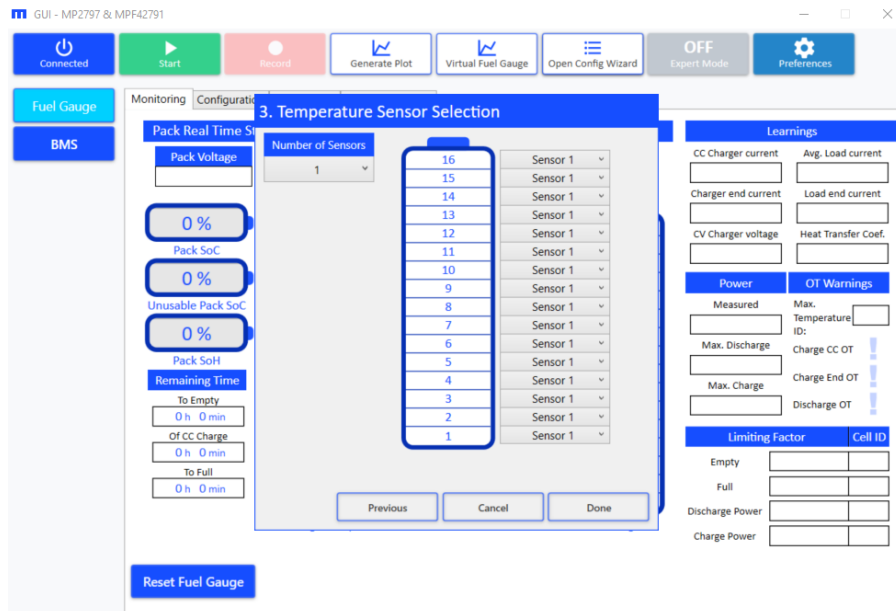 GUI - MP2797 & MPF42791
Connected
Start
Record
Generate Plot
Virtual Fuel Gauge
Open Config Wizard
OFF
Expert Mode
Preferences
Fuel Gauge
BMS
Monitoring
Pack Real Time
Pack Voltage
0 %
Pack SoC
0 %
Unusable Pack SoC
0 %
Pack SoH
Remaining Time
To Empty
0 h 0 min
Of CC Charge
0 h 0 min
To Full
0 h 0 min
Reset Fuel Gauge
3. Temperature Sensor Selection
Number of Sensors
1
16 Sensor 1
15 Sensor 1
14 Sensor 1
13 Sensor 1
12 Sensor 1
11 Sensor 1
10 Sensor 1
9 Sensor 1
8 Sensor 1
7 Sensor 1
6 Sensor 1
5 Sensor 1
4 Sensor 1
3 Sensor 1
2 Sensor 1
1 Sensor 1
Previous
Cancel
Done
Learnings
CC Charger current
Avg. Load current
Charger end current
Load end current
CV Charger voltage
Heat Transfer Coef.
Power
Measured
Max. Discharge
Max. Charge
OT Warnings
Max.
Temperature
ID:
Charge CC OT
Charge End OT
Discharge OT
Limiting Factor
Cell ID
Empty
Full
Discharge Power
Charge Power